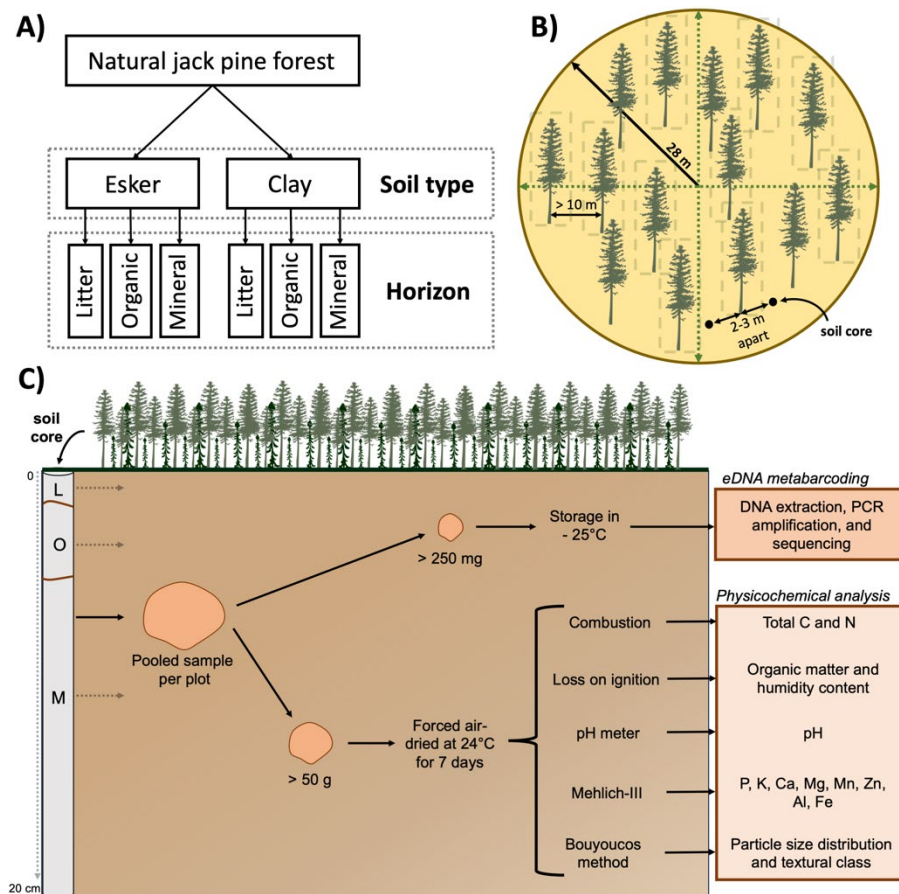 A)
Natural jack pine forest
Esker
Clay
Soil type
Litter
Organic
Mineral
Litter
Organic
Mineral
Horizon
B)
28 m
> 10 m
2-3 m
apart
soil core
C)
soil
core
0
L
O
M
20 cm
Pooled sample
per plot
> 250 mg
Storage in
- 25°C
eDNA metabarcoding
DNA extraction, PCR
amplification, and
sequencing
> 50 g
Forced air-
dried at 24°C
for 7 days
Physicochemical analysis
Combustion
Total C and N
Loss on ignition
Organic matter and
humidity content
pH meter
pH
Mehlich-III
P, K, Ca, Mg, Mn, Zn,
Al, Fe
Bouyoucos
method
Particle size distribution
and textural class